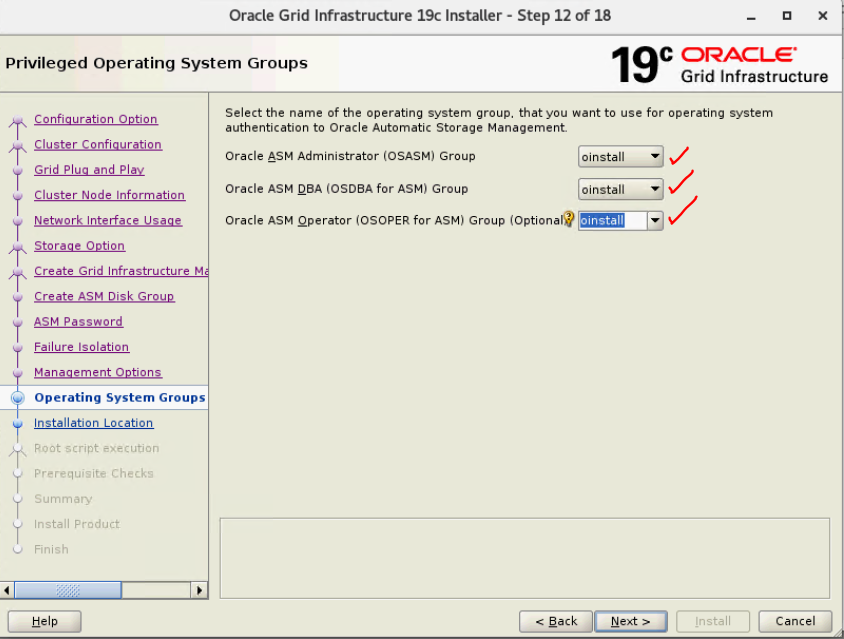 Oracle Grid Infrastructure 19c Installer - Step 12 of 18
Privileged Operating System Groups
19c ORACLE
Grid Infrastructure
Configuration Option
Cluster Configuration
Grid Plug and Play
Cluster Node Information
Network Interface Usage
Storage Option
Create Grid Infrastructure Ma
Create ASM Disk Group
ASM Password
Failure Isolation
Management Options
Operating System Groups
Installation Location
Root script execution
Prerequisite Checks
Summary
Install Product
Finish
Select the name of the operating system group, that you want to use for operating system
authentication to Oracle Automatic Storage Management.
Oracle ASM Administrator (OSASM) Group oinstall
Oracle ASM DBA (OSDBA for ASM) Group oinstall
Oracle ASM Operator (OSOPER for ASM) Group (Optional oinstall
Help < Back Next > Install Cancel